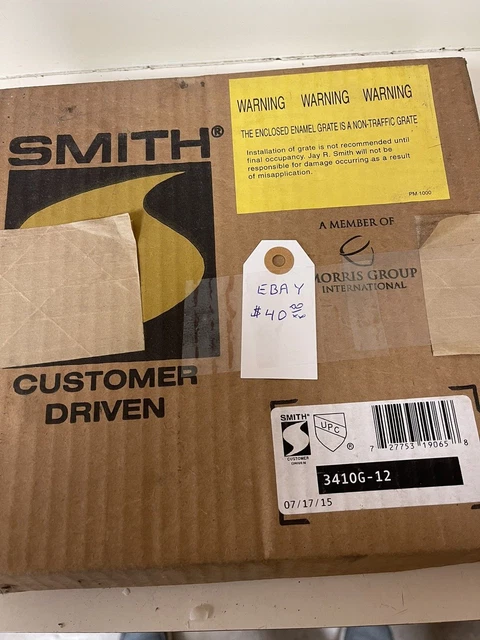 SMITH®
WARNING WARNING WARNING
THE ENCLOSED ENAMEL GRATE IS A NON-TRAFFIC GRATE
Installation of grate is not recommended until
final occupancy. Jay R. Smith will not be
responsible for damage occurring as a result
of misapplication.
PM-1000
A MEMBER OF
MORRIS GROUP
INTERNATIONAL
EBAY
$40
CUSTOMER
DRIVEN
SMITH
CUSTOMER
DRIVEN
UPC
®
7 27753 19065 8
3410G-12
07/17/15